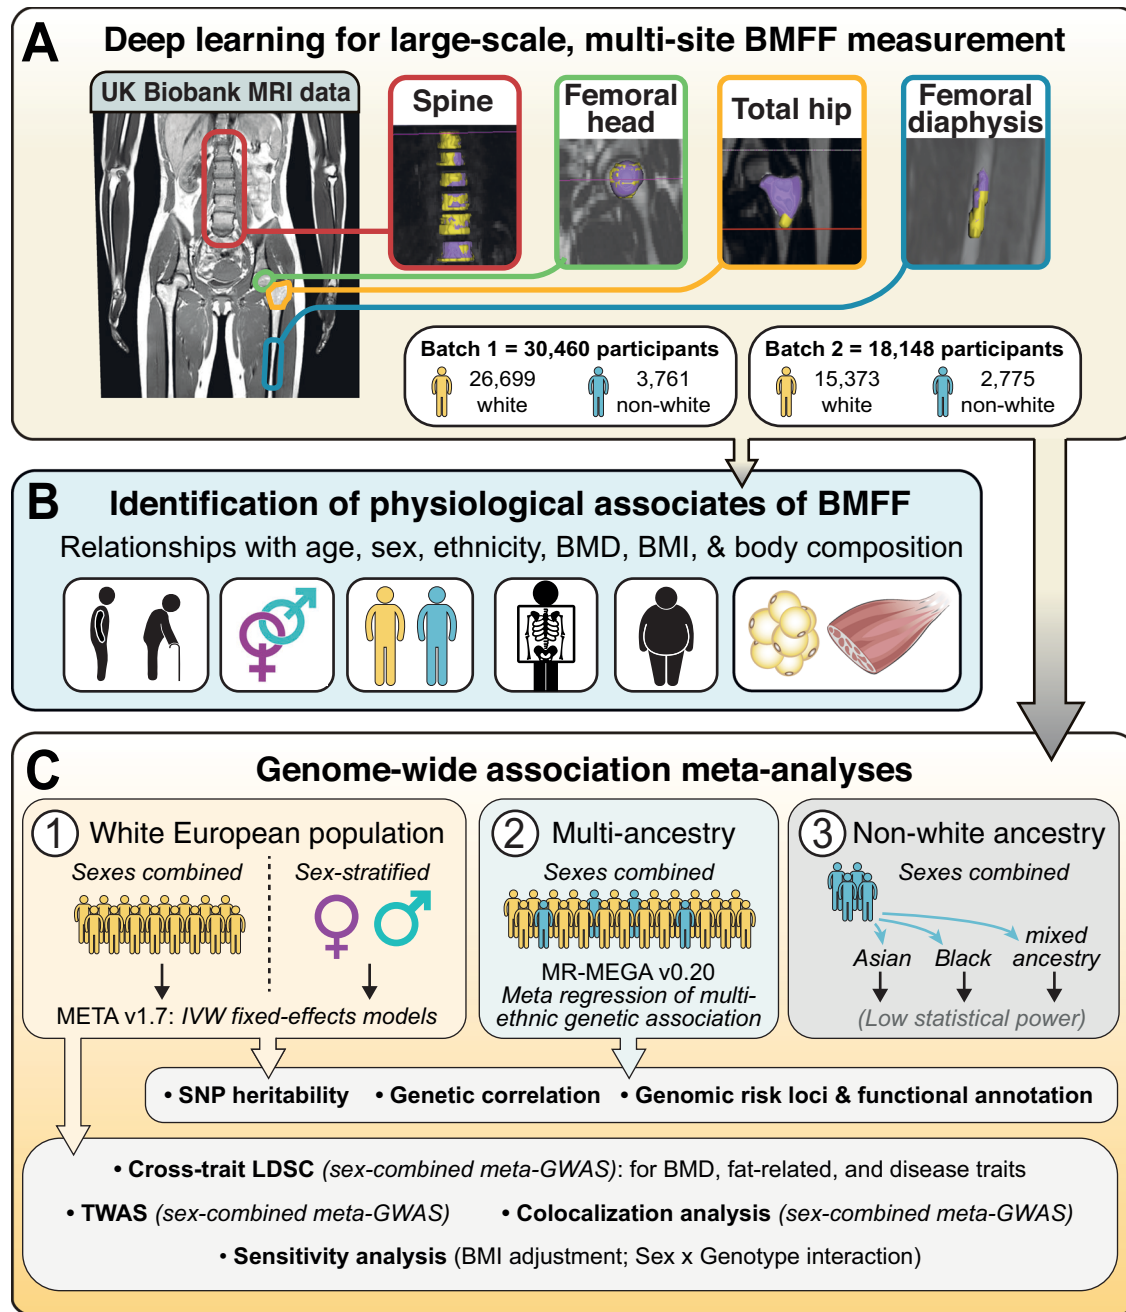 A Deep learning for large-scale, multi-site BMFF measurement
UK Biobank MRI data
Spine
Femoral
head
Total hip
Femoral
diaphysis
Batch 1 = 30,460 participants
26,699
white
3,761
non-white
Batch 2 = 18,148 participants
15,373
white
2,775
non-white
B Identification of physiological associates of BMFF
Relationships with age, sex, ethnicity, BMD, BMI, & body composition
C Genome-wide association meta-analyses
1 White European population
Sexes combined
Sex-stratified
META v1.7: IVW fixed-effects models
2 Multi-ancestry
Sexes combined
MR-MEGA v0.20
Meta regression of multi-
ethnic genetic association
3 Non-white ancestry
Sexes combined
Asian
Black
mixed
ancestry
(Low statistical power)
• SNP heritability • Genetic correlation • Genomic risk loci & functional annotation
• Cross-trait LDSC (sex-combined meta-GWAS): for BMD, fat-related, and disease traits
• TWAS (sex-combined meta-GWAS) • Colocalization analysis (sex-combined meta-GWAS)
• Sensitivity analysis (BMI adjustment; Sex x Genotype interaction)